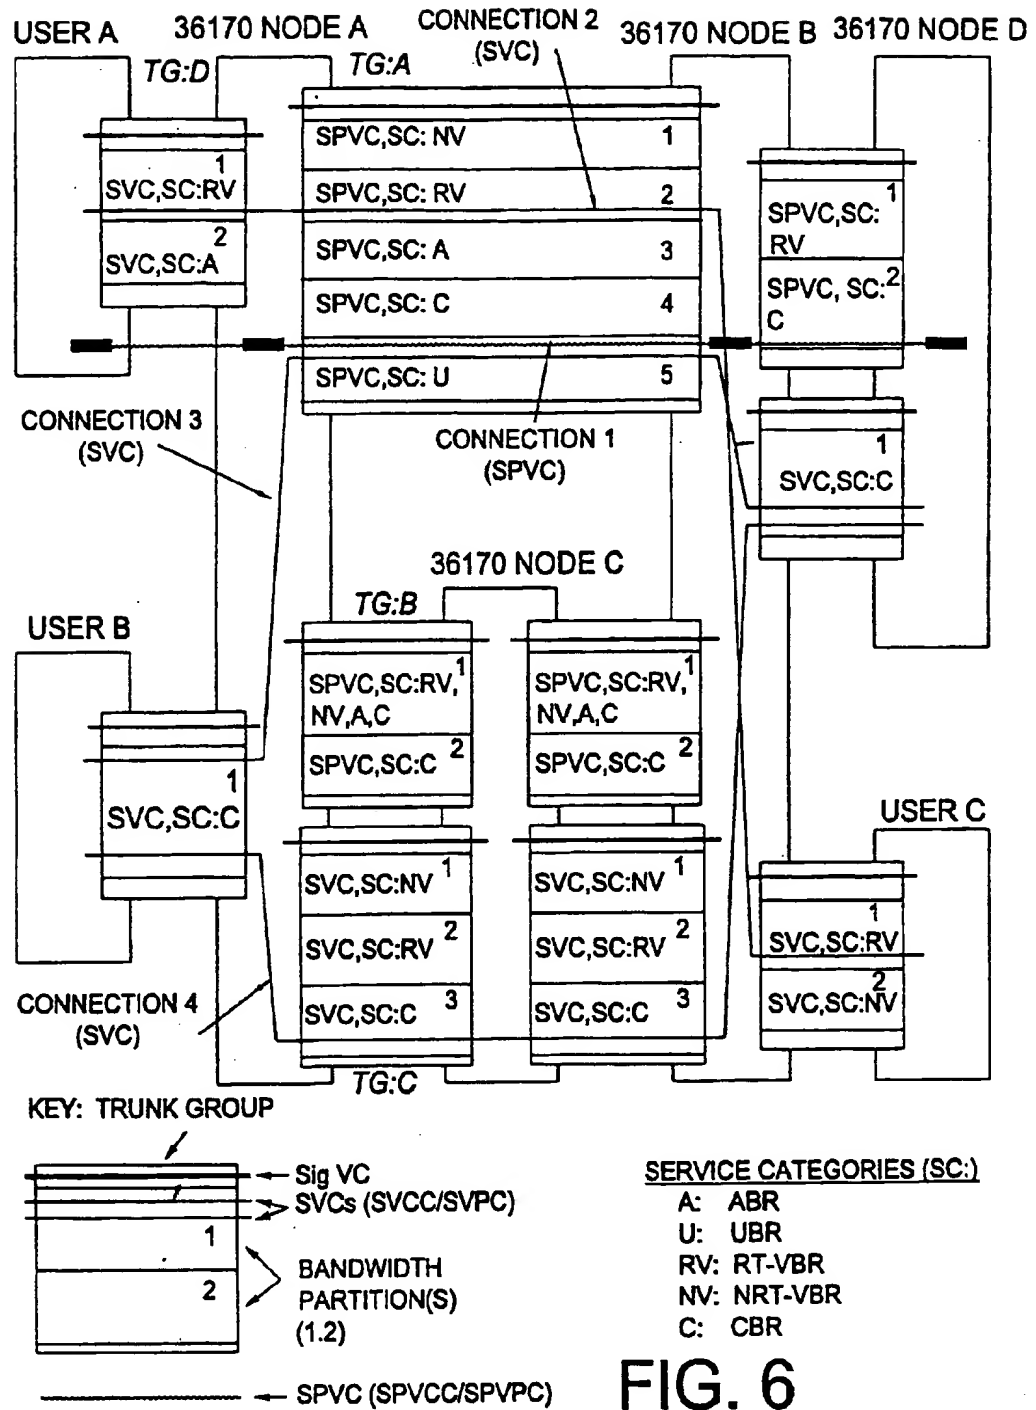 USER A
36170 NODE A
CONNECTION 2
(SVC)
36170 NODE B
36170 NODE D
TG:D
TG:A
1
SVC,SC:RV
2
SVC,SC:A
SPVC,SC: NV 1
SPVC,SC: RV 2
SPVC,SC: A 3
SPVC,SC: C 4
SPVC,SC: U 5
1
SPVC,SC:
RV
SPVC, SC: 2
C
CONNECTION 3
(SVC)
CONNECTION 1
(SPVC)
1
SVC,SC:C
36170 NODE C
TG:B
USER B
1
SVC,SC:C
SPVC,SC:RV, 1
NV,A,C
SPVC,SC:C 2
SPVC,SC:RV, 1
NV,A,C
SPVC,SC:C 2
SVC,SC:NV 1
SVC,SC:RV 2
SVC,SC:C 3
SVC,SC:NV 1
SVC,SC:RV 2
SVC,SC:C 3
USER C
1
SVC,SC:RV
2
SVC,SC:NV
CONNECTION 4
(SVC)
TG:C
KEY: TRUNK GROUP
Sig VC
SVCs (SVCC/SVPC)
1
2
BANDWIDTH
PARTITION(S)
(1.2)
SPVC (SPVCC/SPVPC)
SERVICE CATEGORIES (SC:)
A: ABR
U: UBR
RV: RT-VBR
NV: NRT-VBR
C: CBR
FIG. 6